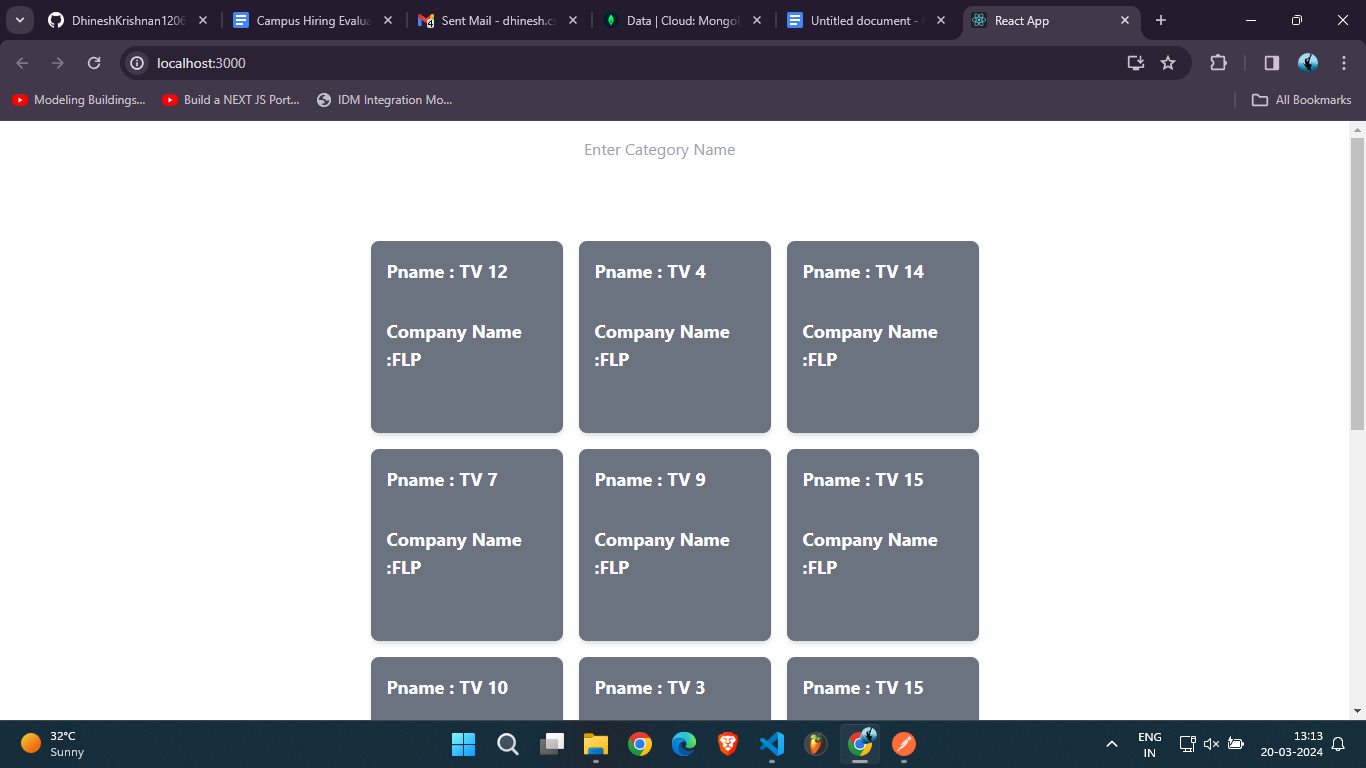 DhineshKrishnan1206
Campus Hiring Evalua
4
Sent Mail - dhinesh.cs
Data | Cloud: Mongo
Untitled document -
React App
localhost:3000
Modeling Buildings...
Build a NEXT JS Port...
IDM Integration Mo...
All Bookmarks
Enter Category Name
Pname : TV 12
Company Name
:FLP
Pname : TV 4
Company Name
:FLP
Pname : TV 14
Company Name
:FLP
Pname : TV 7
Company Name
:FLP
Pname : TV 9
Company Name
:FLP
Pname : TV 15
Company Name
:FLP
Pname : TV 10
Pname : TV 3
Pname : TV 15
32°C
Sunny
ENG
IN
13:13
20-03-2024